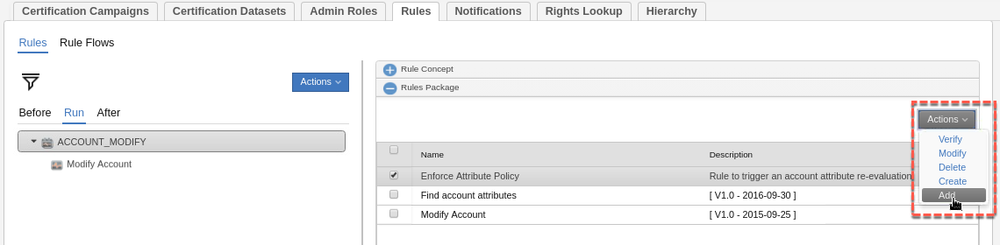 Certification Campaigns Certification Datasets Admin Roles Rules Notifications Rights Lookup Hierarchy
Rules Rule Flows
Actions
Before Run After
ACCOUNT_MODIFY
Modify Account
Rule Concept
Rules Package
Actions
Verify
Modify
Delete
Create
Add
Name Description
Enforce Attribute Policy Rule to trigger an account attribute re-evaluation
Find account attributes [ V1.0 - 2016-09-30 ]
Modify Account [ V1.0 - 2015-09-25 ]